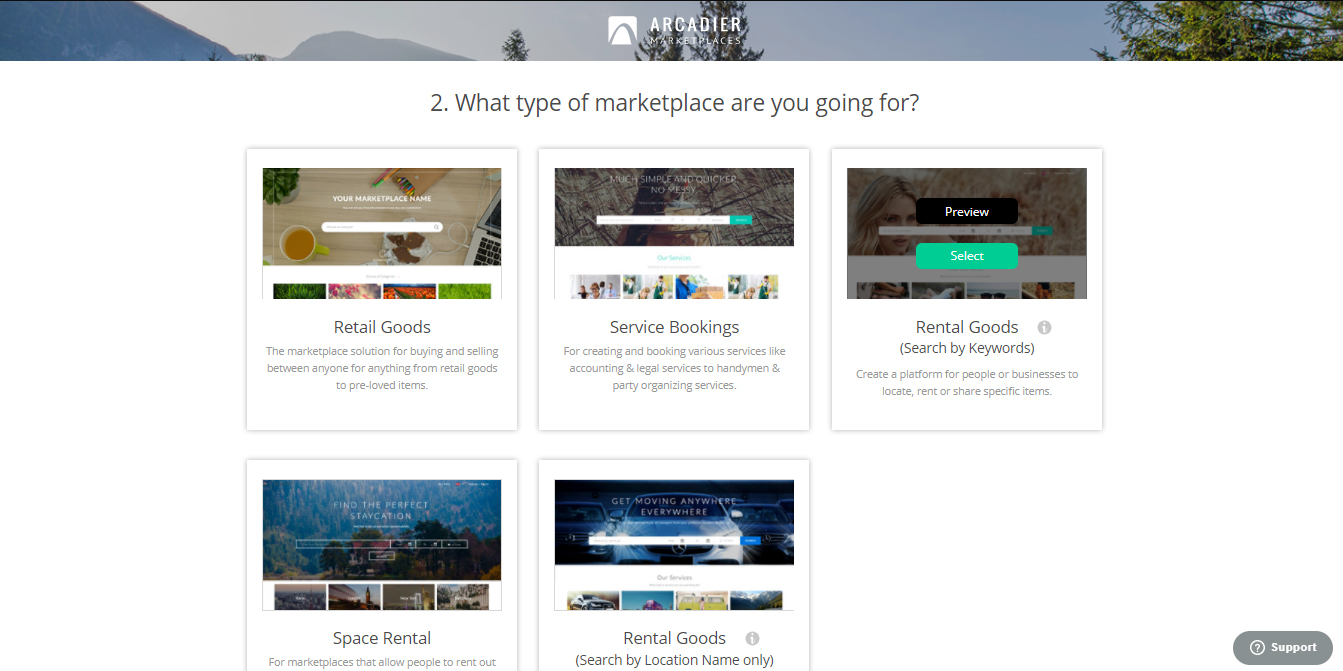 ARCADIER
MARKETPLACES
2. What type of marketplace are you going for?
YOUR MARKETPLACE NAME
Retail Goods
The marketplace solution for buying and selling
between anyone for anything from retail goods
to pre-loved items.
MUCH SIMPLE AND QUICKER
NO MESSY
Our Services
Service Bookings
For creating and booking various services like
accounting & legal services to handymen &
party organizing services.
Preview
Select
Rental Goods
(Search by Keywords)
Create a platform for people or businesses to
locate, rent or share specific items.
FIND THE PERFECT
STAYCATION
Space Rental
For marketplaces that allow people to rent out
GET MOVING ANYWHERE
EVERYWHERE
Our Services
Rental Goods
(Search by Location Name only)
Support